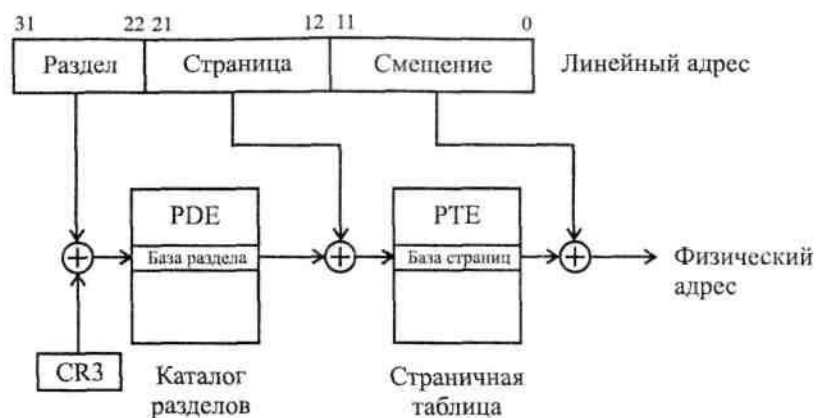 31 22 21 12 11 0
Раздел Страница Смещение Линейный адрес
PDE PTE
База раздела База страниц Физический
адрес
CR3
Каталог
разделов
Страничная
таблица